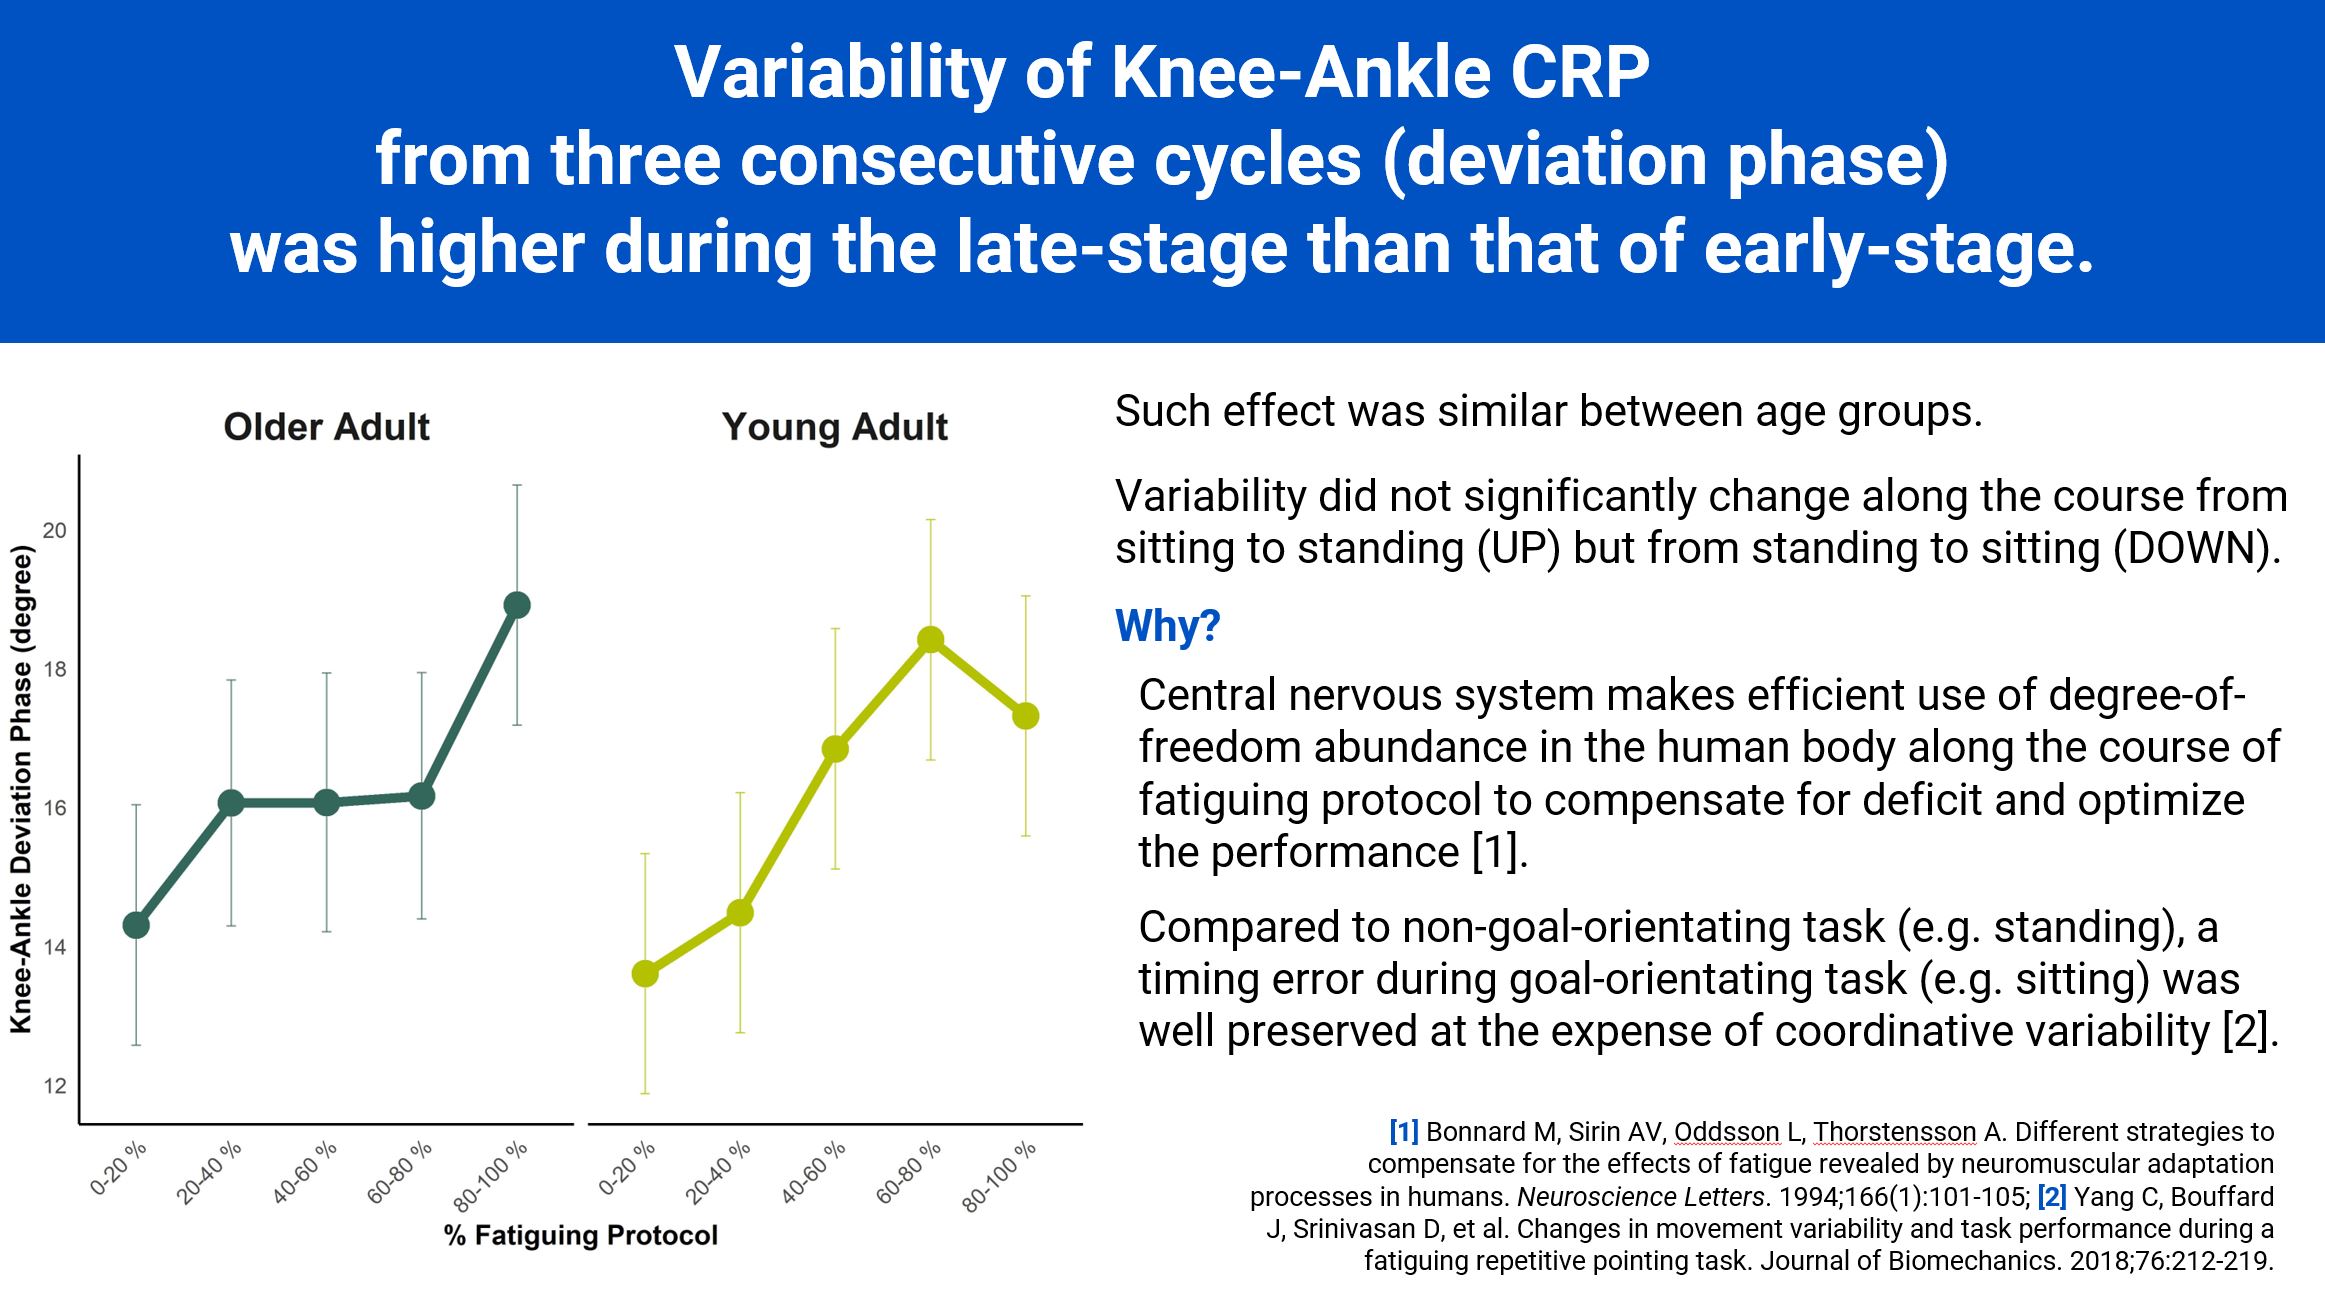 Variability of Knee-Ankle CRP
from three consecutive cycles (deviation phase)
was higher during the late-stage than that of early-stage.
Older Adult
Young Adult
Knee-Ankle Deviation Phase (degree)
20
18
16
14
12
0-20 %
20-40 %
40-60 %
60-80 %
80-100 %
0-20 %
20-40 %
40-60 %
60-80 %
80-100 %
% Fatiguing Protocol
Such effect was similar between age groups.
Variability did not significantly change along the course from
sitting to standing (UP) but from standing to sitting (DOWN).
Why?
Central nervous system makes efficient use of degree-of-
freedom abundance in the human body along the course of
fatiguing protocol to compensate for deficit and optimize
the performance [1].
Compared to non-goal-orientating task (e.g. standing), a
timing error during goal-orientating task (e.g. sitting) was
well preserved at the expense of coordinative variability [2].
[1] Bonnard M, Sirin AV, Oddsson L, Thorstensson A. Different strategies to
compensate for the effects of fatigue revealed by neuromuscular adaptation
processes in humans. Neuroscience Letters. 1994;166(1):101-105; [2] Yang C, Bouffard
J, Srinivasan D, et al. Changes in movement variability and task performance during a
fatiguing repetitive pointing task. Journal of Biomechanics. 2018;76:212-219.